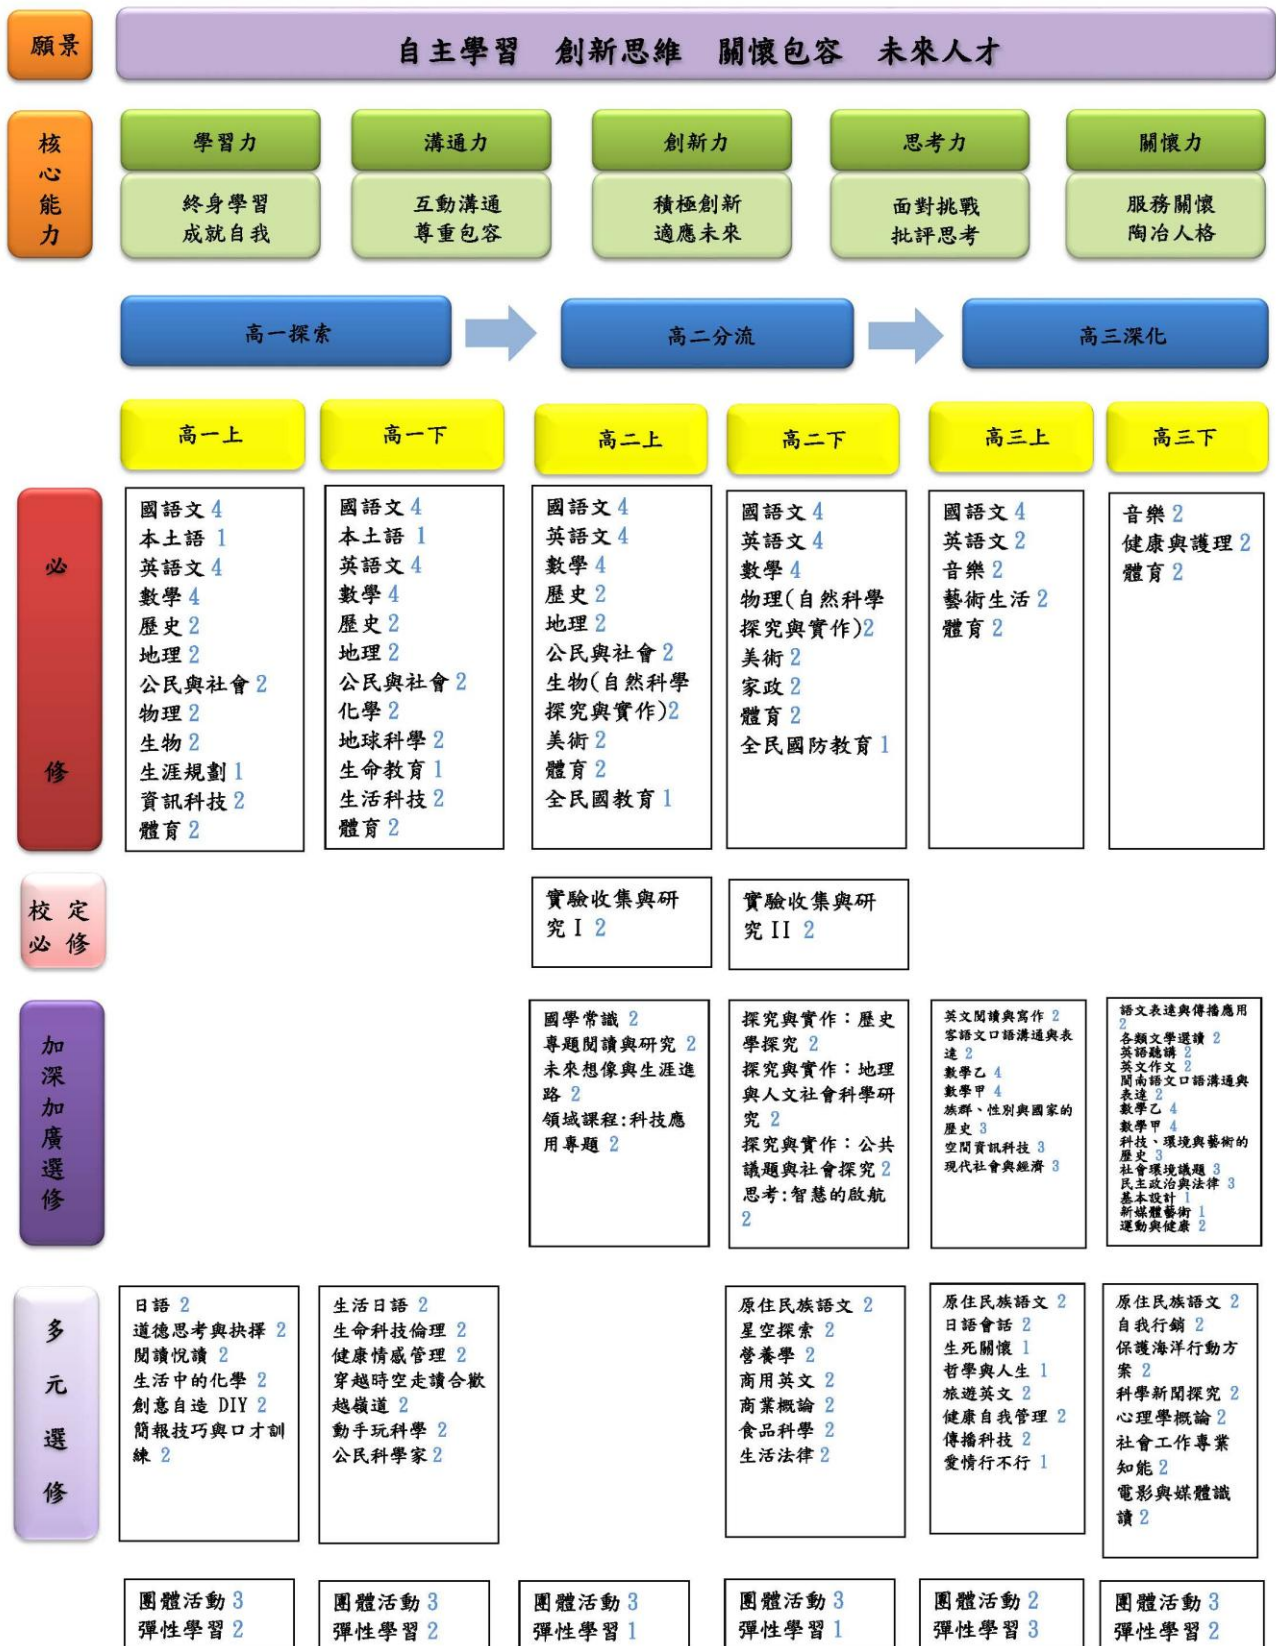 願景
自主學習 創新思維 關懷包容 未來人才
核
心
能
力
學習力
終身學習
成就自我
溝通力
互動溝通
尊重包容
創新力
積極創新
適應未來
思考力
面對挑戰
批評思考
關懷力
服務關懷
陶冶人格
高一探索
高二分流
高三深化
高一上
高一下
高二上
高二下
高三上
高三下
必
修
國語文 4
本土語 1
英語文 4
數學 4
歷史 2
地理 2
公民與社會 2
物理 2
生物 2
生涯規劃 1
資訊科技 2
體育 2
國語文 4
本土語 1
英語文 4
數學 4
歷史 2
地理 2
公民與社會 2
化學 2
地球科學 2
生命教育 1
生活科技 2
體育 2
國語文 4
英語文 4
數學 4
歷史 2
地理 2
公民與社會 2
生物(自然科學
探究與實作)2
美術 2
體育 2
全民國教育 1
國語文 4
英語文 4
數學 4
物理(自然科學
探究與實作)2
美術 2
家政 2
體育 2
全民國防教育 1
國語文 4
英語文 2
音樂 2
藝術生活 2
體育 2
音樂 2
健康與護理 2
體育 2
校 定
必 修
實驗收集與研
究 I 2
實驗收集與研
究 II 2
加
深
加
廣
選
修
國學常識 2
專題閱讀與研究 2
未來想像與生涯進
路 2
領域課程:科技應
用專題 2
探究與實作：歷史
學探究 2
探究與實作：地理
與人文社會科學研
究 2
探究與實作：公共
議題與社會探究 2
思考:智慧的啟航
2
英文閱讀與寫作 2
客語文口語溝通與表
達 2
數學乙 4
數學甲 4
族群、性別與國家的
歷史 3
空間資訊科技 3
現代社會與經濟 3
語文表達與傳播應用
2
各類文學選讀 2
英語聽講 2
英文作文 2
閩南語文口語溝通與
表達 2
數學乙 4
數學甲 4
科技、環境與藝術的
歷史 3
社會環境議題 3
民主政治與法律 3
基本設計 1
新媒體藝術 1
運動與健康 2
多
元
選
修
日語 2
道德思考與抉擇 2
閱讀悅讀 2
生活中的化學 2
創意自造 DIY 2
簡報技巧與口才訓
練 2
生活日語 2
生命科技倫理 2
健康情感管理 2
穿越時空走讀合歡
越嶺道 2
動手玩科學 2
公民科學家 2
原住民族語文 2
星空探索 2
營養學 2
商用英文 2
商業概論 2
食品科學 2
生活法律 2
原住民族語文 2
日語會話 2
生死關懷 1
哲學與人生 1
旅遊英文 2
健康自我管理 2
傳播科技 2
愛情行不行 1
原住民族語文 2
自我行銷 2
保護海洋行動方
案 2
科學新聞探究 2
心理學概論 2
社會工作專業
知能 2
電影與媒體識
讀 2
團體活動 3
彈性學習 2
團體活動 3
彈性學習 2
團體活動 3
彈性學習 1
團體活動 3
彈性學習 1
團體活動 2
彈性學習 3
團體活動 3
彈性學習 2